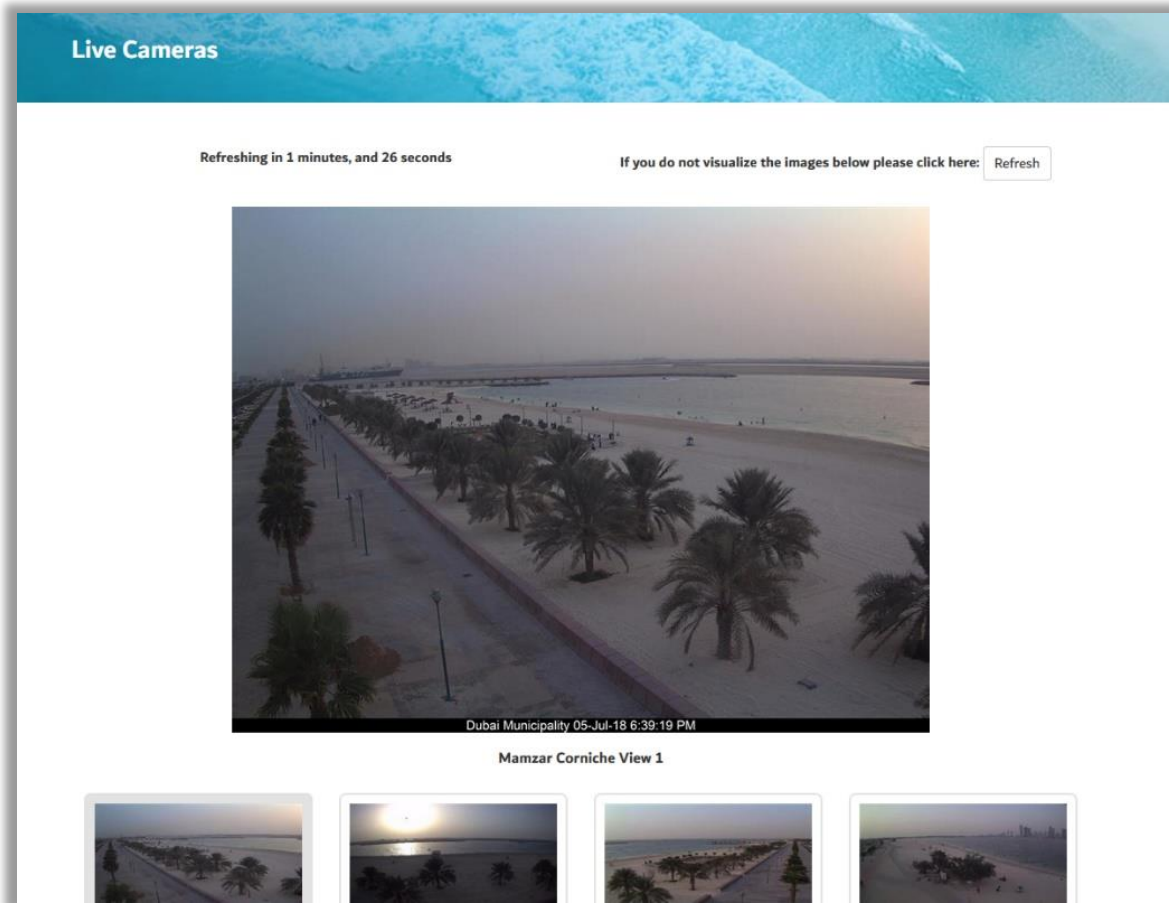 Live Cameras
Refreshing in 1 minutes, and 26 seconds
If you do not visualize the images below please click here: Refresh
Dubai Municipality 05-Jul-18 6:39:19 PM
Mamzar Corniche View 1